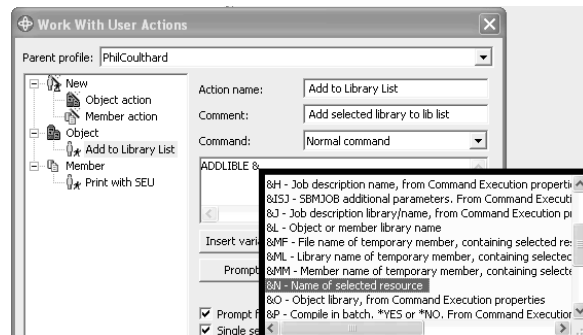 Work With User Actions
Parent profile: PhilCoulthard
New
Object action
Member action
Object
Add to Library List
Member
Print with SEU
Action name: Add to Library List
Comment: Add selected library to lib list
Command: Normal command
ADDLIBLE &
&H - Job description name, from Command Execution properti
&ISJ - SBMJOB additional parameters. From Command Executi
&J - Job description library/name, from Command Execution pr
&L - Object or member library name
&MF - File name of temporary member, containing selected re
&ML - Library name of temporary member, containing selectec
&MM - Member name of temporary member, containing selecte
&N - Name of selected resource
&O - Object library, from Command Execution properties
&P - Compile in batch. *YES or *NO. From Command Execution
Insert vari
Prompt
Prompt f
Single se